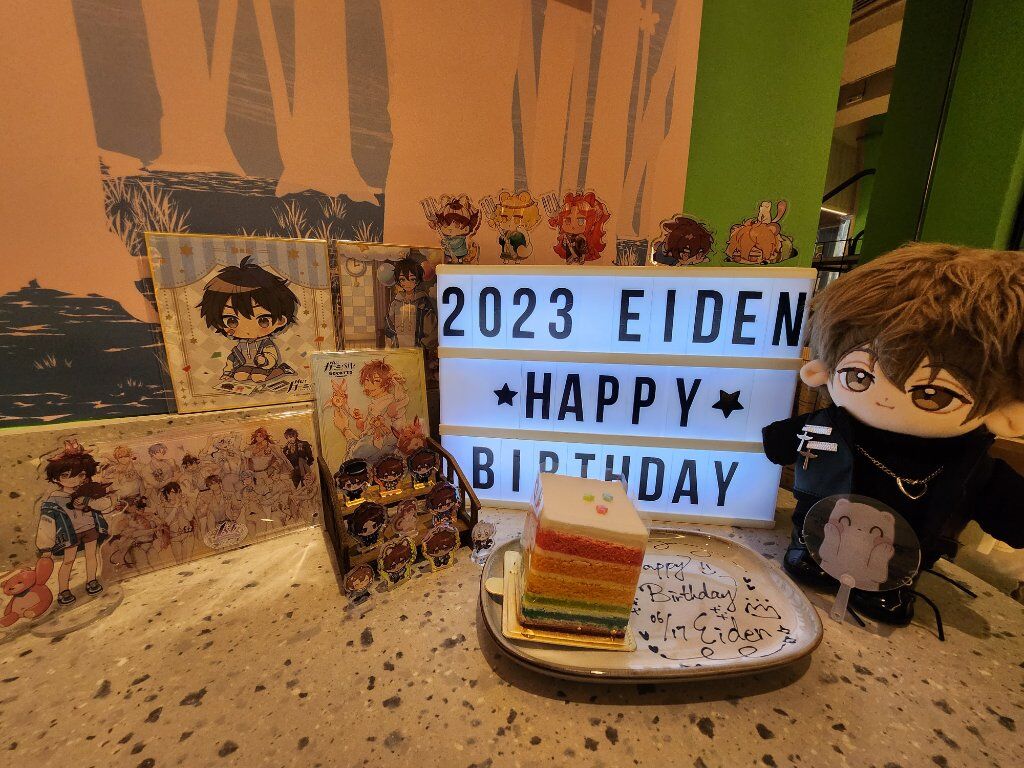 2023 EIDEN
★HAPPY★
BIRTHDAY
Happy !!
Birthday
06/17 Eiden